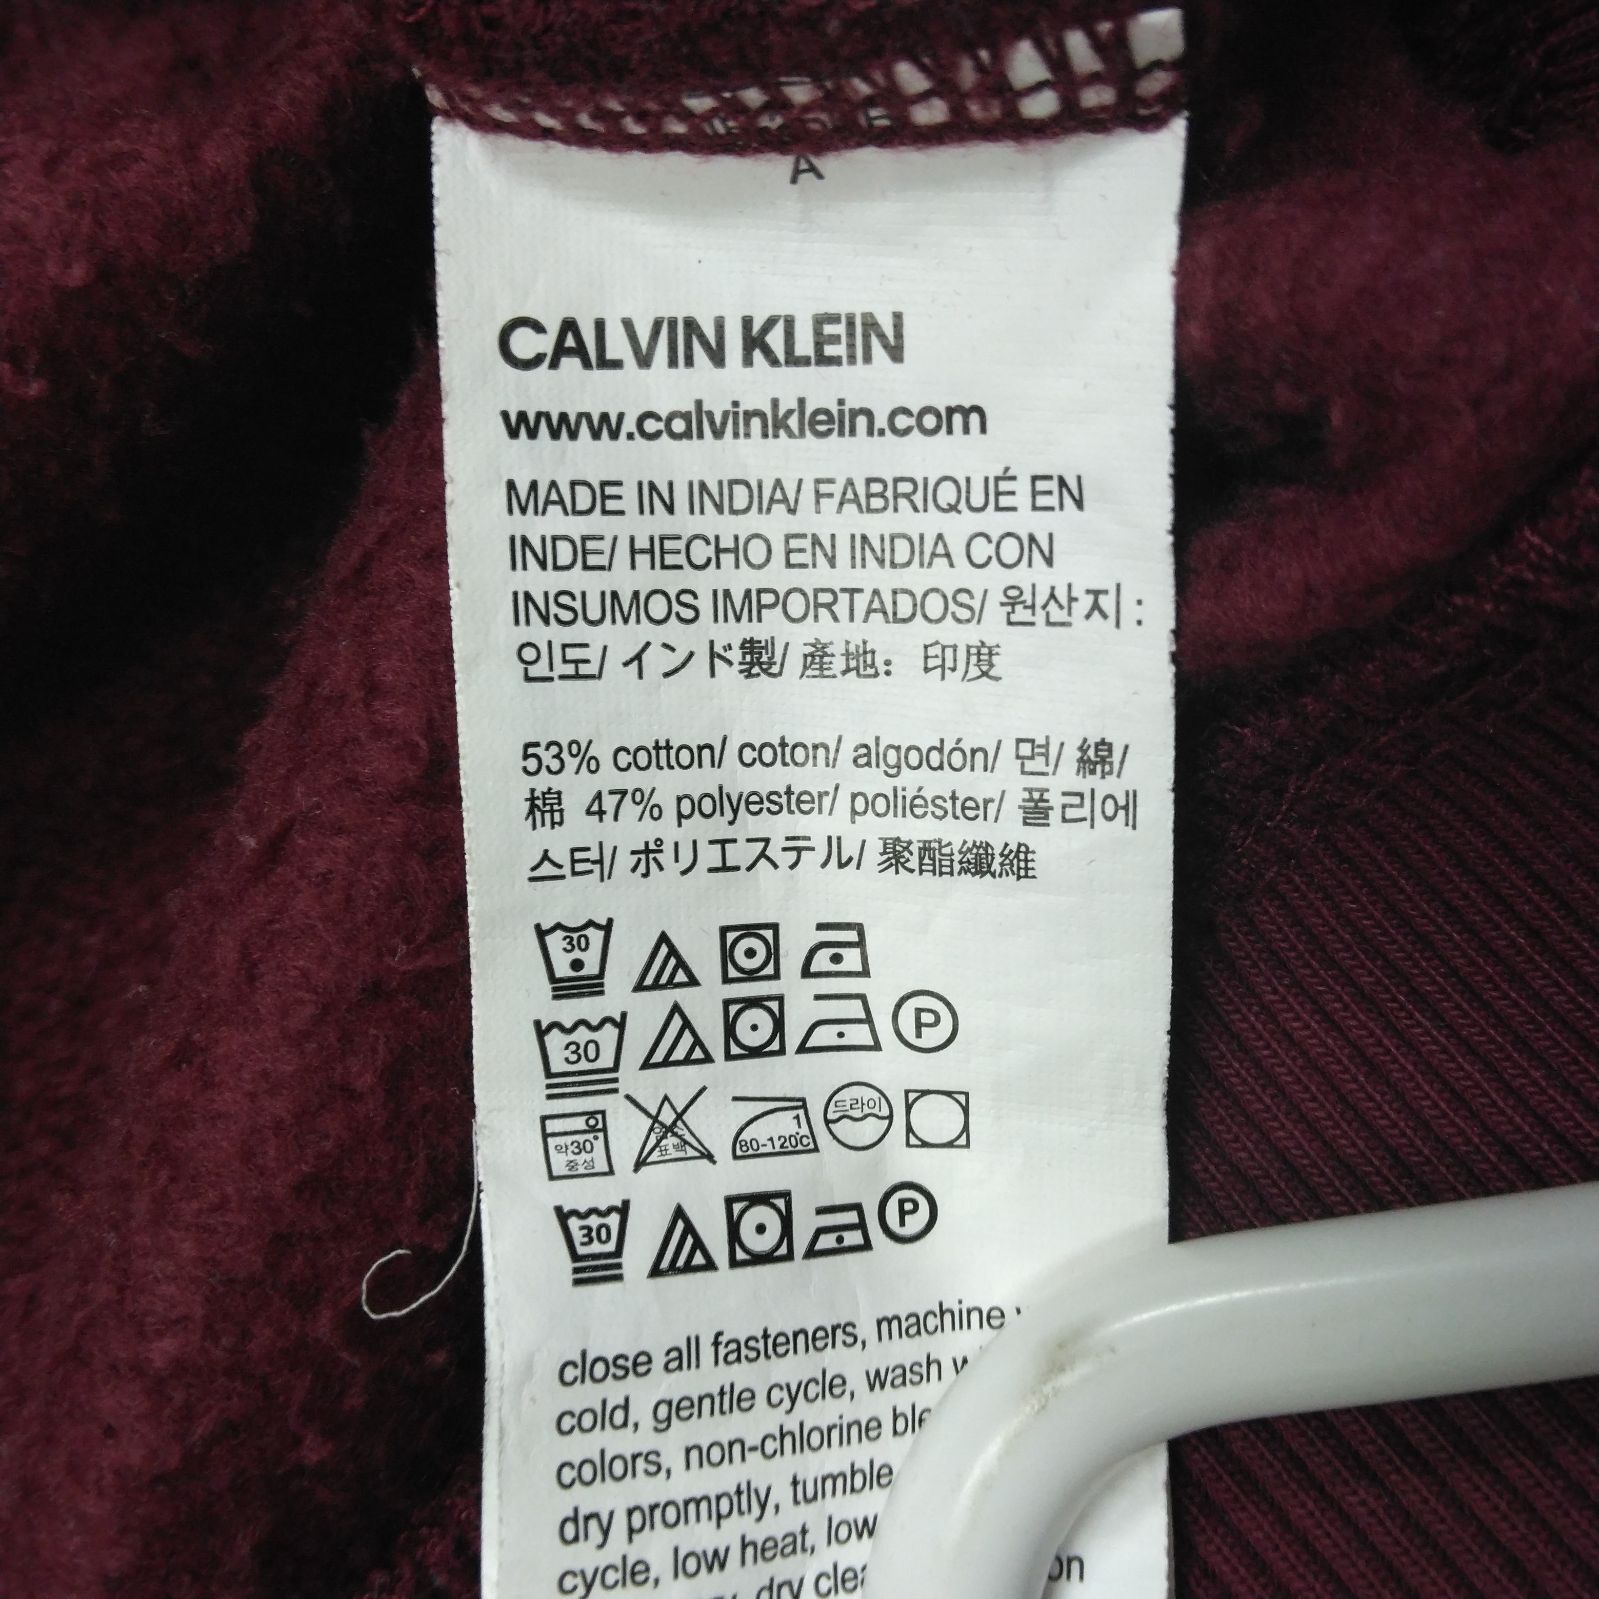 A
CALVIN KLEIN
www.calvinklein.com
MADE IN INDIA/ FABRIQUÉ EN
INDE/ HECHO EN INDIA CON
INSUMOS IMPORTADOS/ 원산지 :
인도/ インド製/ 產地：印度
53% cotton/ coton/ algodón/ 면/ 綿/
棉 47% polyester/ poliéster/ 폴리에
스터/ ポリエステル/ 聚酯纖維
30
30 P
약30° 중성 표백 1 80-120°C 드라이
30 P
close all fasteners, machine
cold, gentle cycle, wash
colors, non-chlorine
dry promptly, tumble
cycle, low heat, low
dry